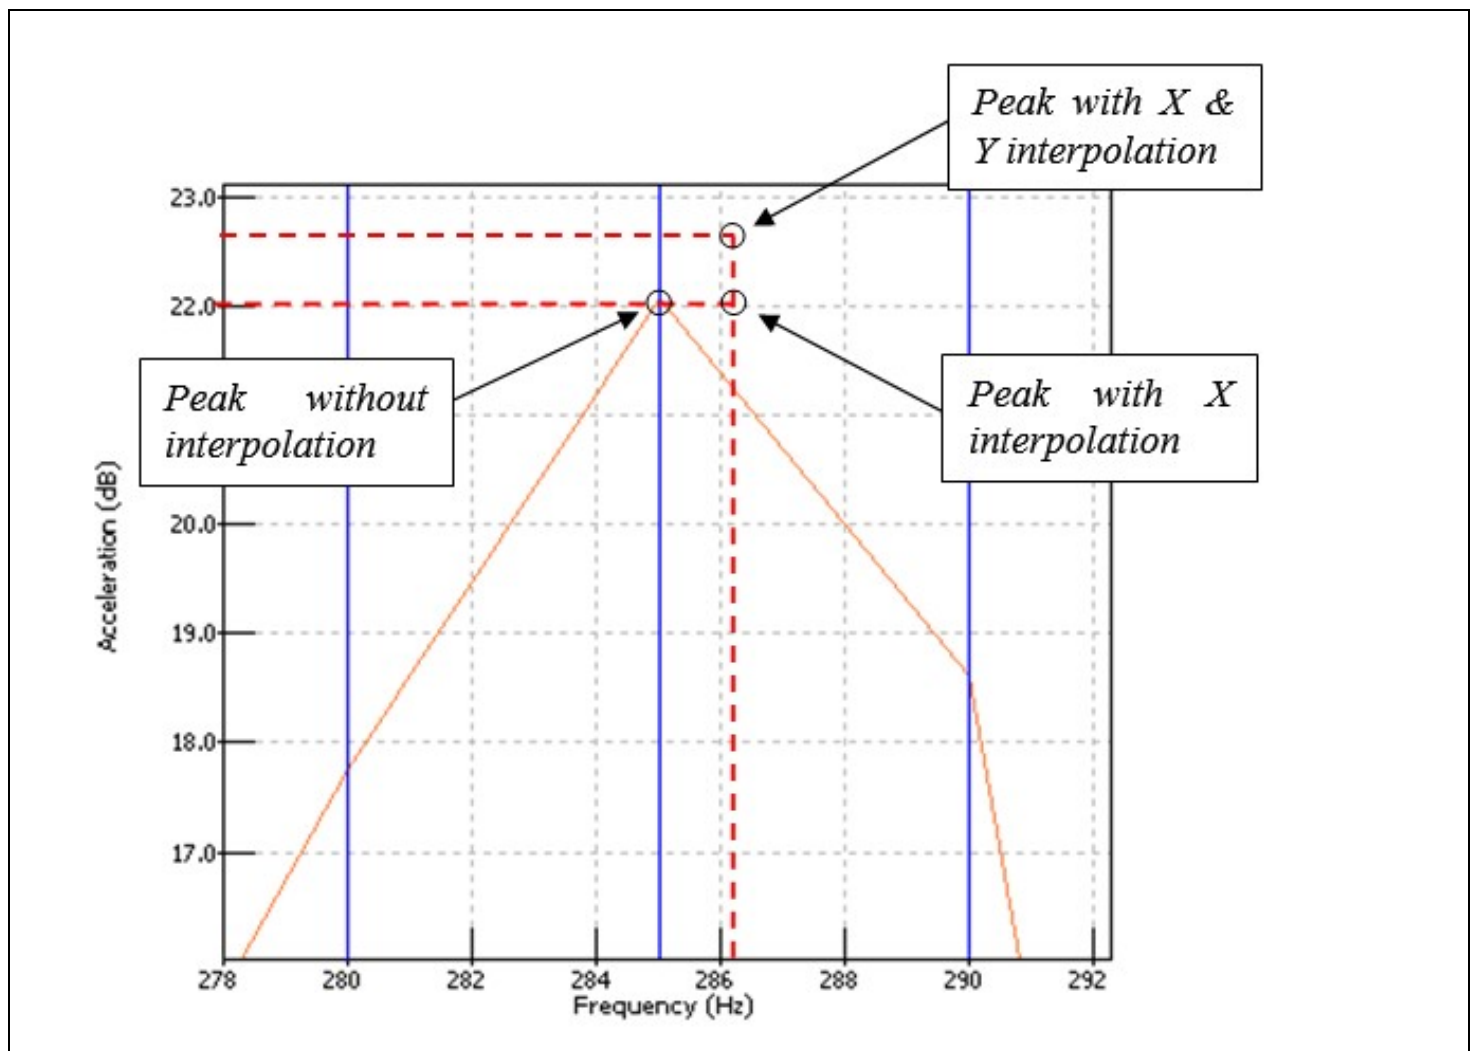 Peak with X &
Y interpolation
23.0
22.0
Peak without
interpolation
Peak with X
interpolation
20.0
19.0
18.0
17.0
Acceleration (dB)
278 280 282 284 286 288 290 292
Frequency (Hz)